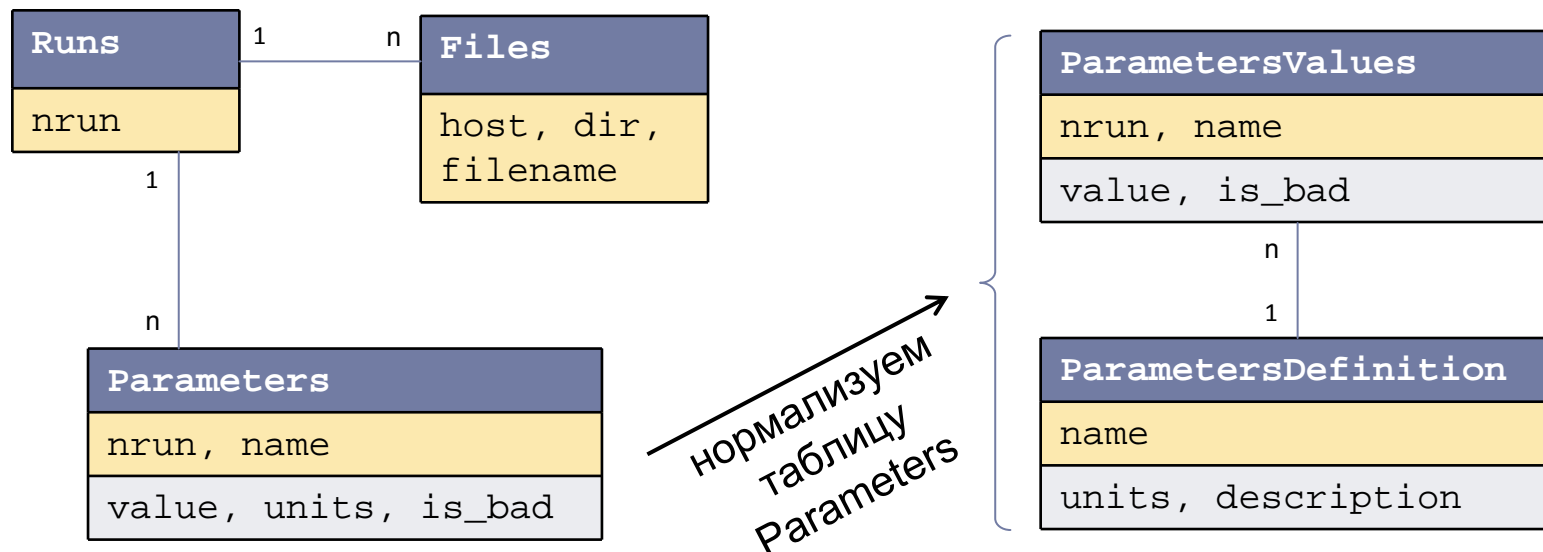 Runs
nrun
1
n
Files
host, dir,
filename
1
n
Parameters
nrun, name
value, units, is_bad
нормализуем
таблицу
Parameters
ParametersValues
nrun, name
value, is_bad
n
1
ParametersDefinition
name
units, description